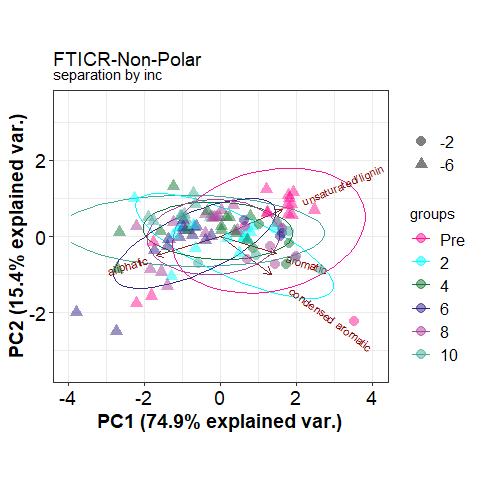 FTICR-Non-Polar
separation by inc
PC2 (15.4% explained var.)
2
0
-2
-4
-2
0
2
4
PC1 (74.9% explained var.)
unsaturated/lignin
aliphatic
aromatic
condensed aromatic
-2
-6
groups
Pre
2
4
6
8
10